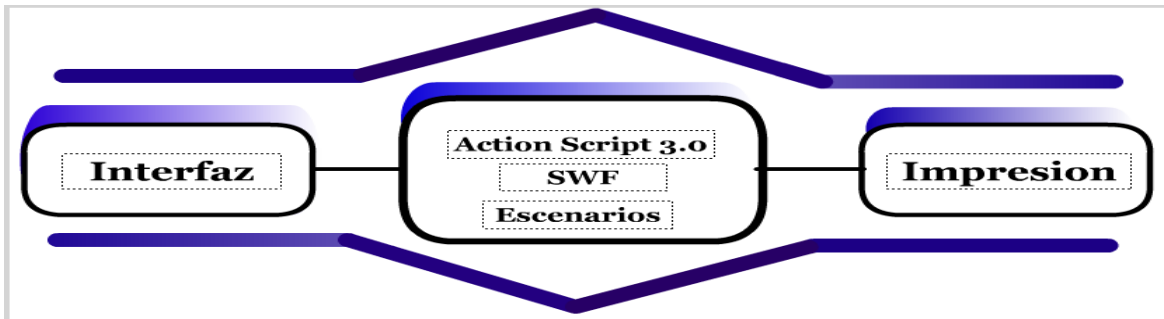 Interfaz
Action Script 3.0
SWF
Escenarios
Impresion